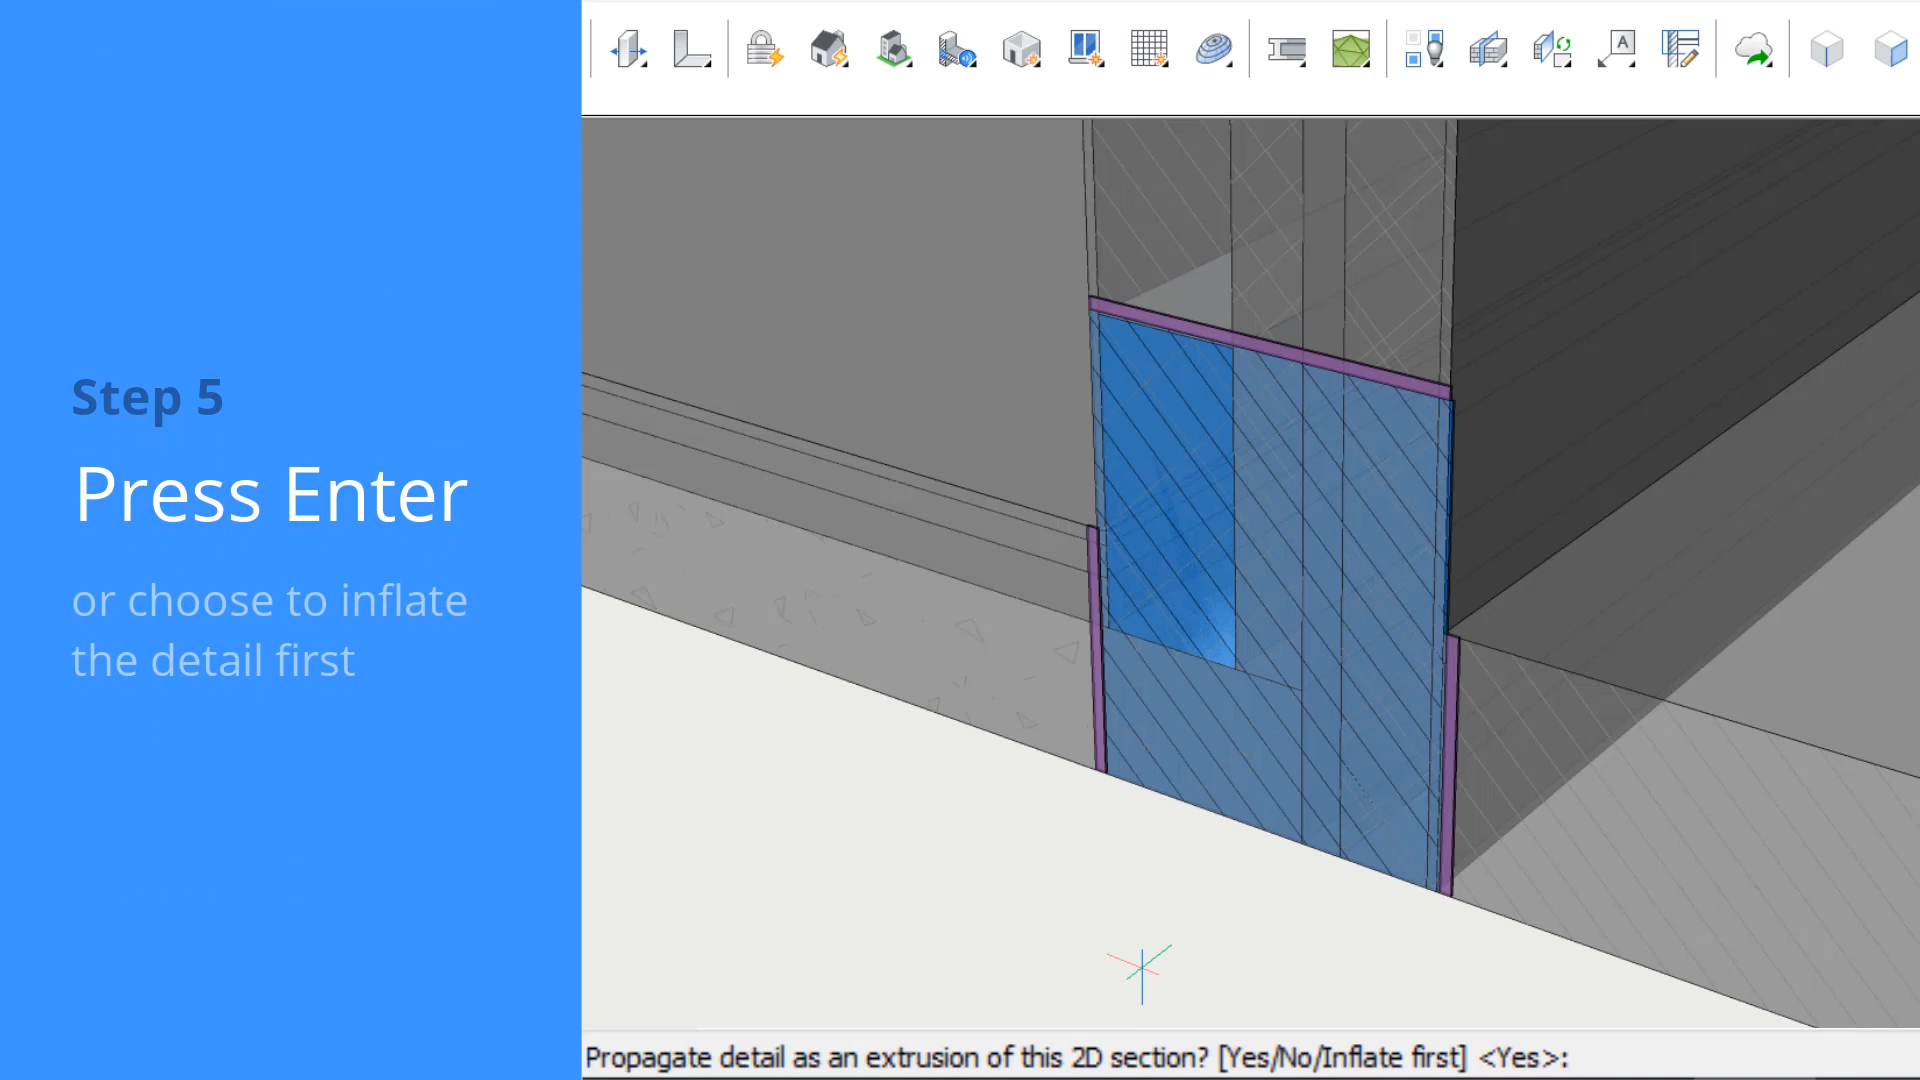 Step 5
Press Enter
or choose to inflate
the detail first
A
Propagate detail as an extrusion of this 2D section? [Yes/No/Inflate first] <Yes>: